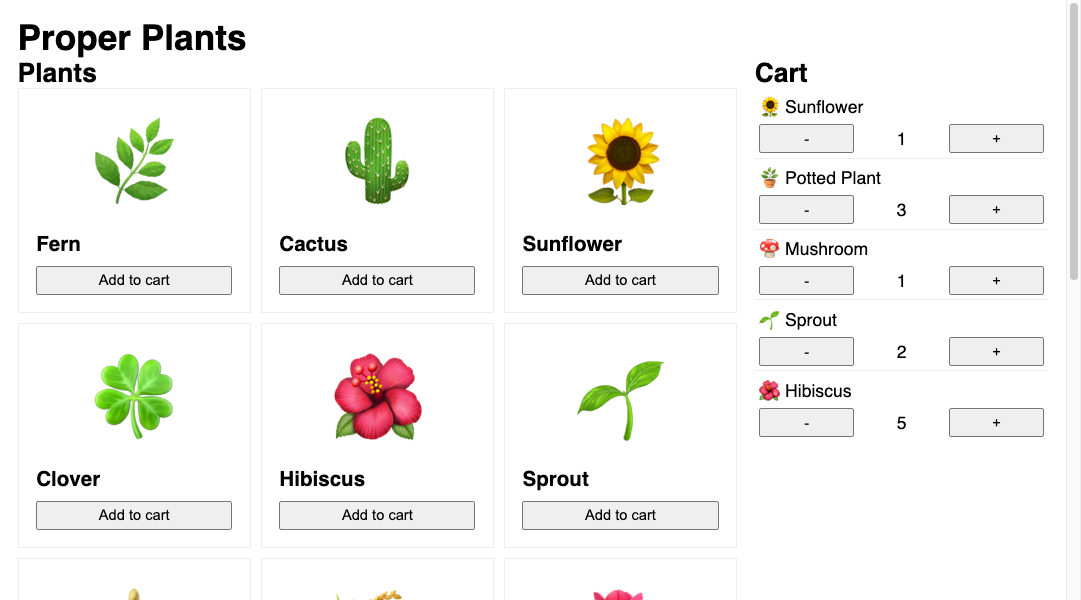 Proper Plants
Plants
Fern
Add to cart
Cactus
Add to cart
Sunflower
Add to cart
Clover
Add to cart
Hibiscus
Add to cart
Sprout
Add to cart
Cart
Sunflower
- 1 +
Potted Plant
- 3 +
Mushroom
- 1 +
Sprout
- 2 +
Hibiscus
- 5 +